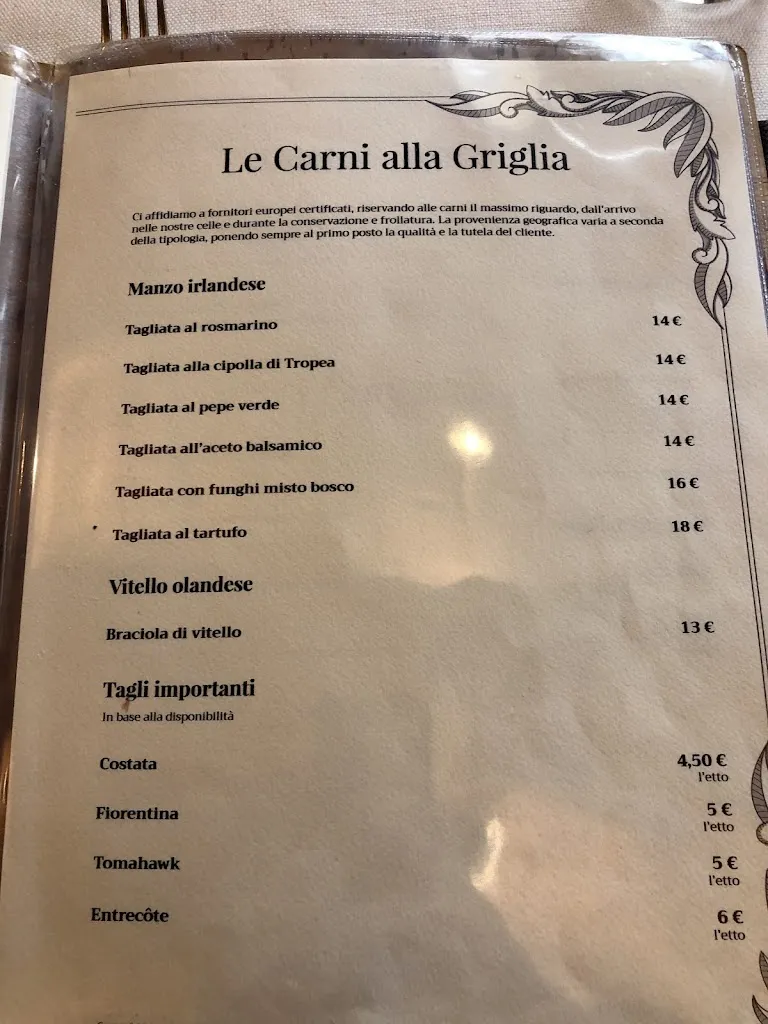 Le Carni alla Griglia
Ci affidiamo a fornitori europei certificati, riservando alle carni il massimo riguardo, dall'arrivo
nelle nostre celle e durante la conservazione e frollatura. La provenienza geografica varia a seconda
della tipologia, ponendo sempre al primo posto la qualità e la tutela del cliente.
Manzo irlandese
Tagliata al rosmarino 14 €
Tagliata alla cipolla di Tropea 14 €
Tagliata al pepe verde 14 €
Tagliata all'aceto balsamico 14 €
Tagliata con funghi misto bosco 16 €
Tagliata al tartufo 18 €
Vitello olandese
Braciola di vitello 13 €
Tagli importanti
In base alla disponibilità
Costata 4,50 €
l'etto
Fiorentina 5 €
l'etto
Tomahawk 5 €
l'etto
Entrecôte 6 €
l'etto